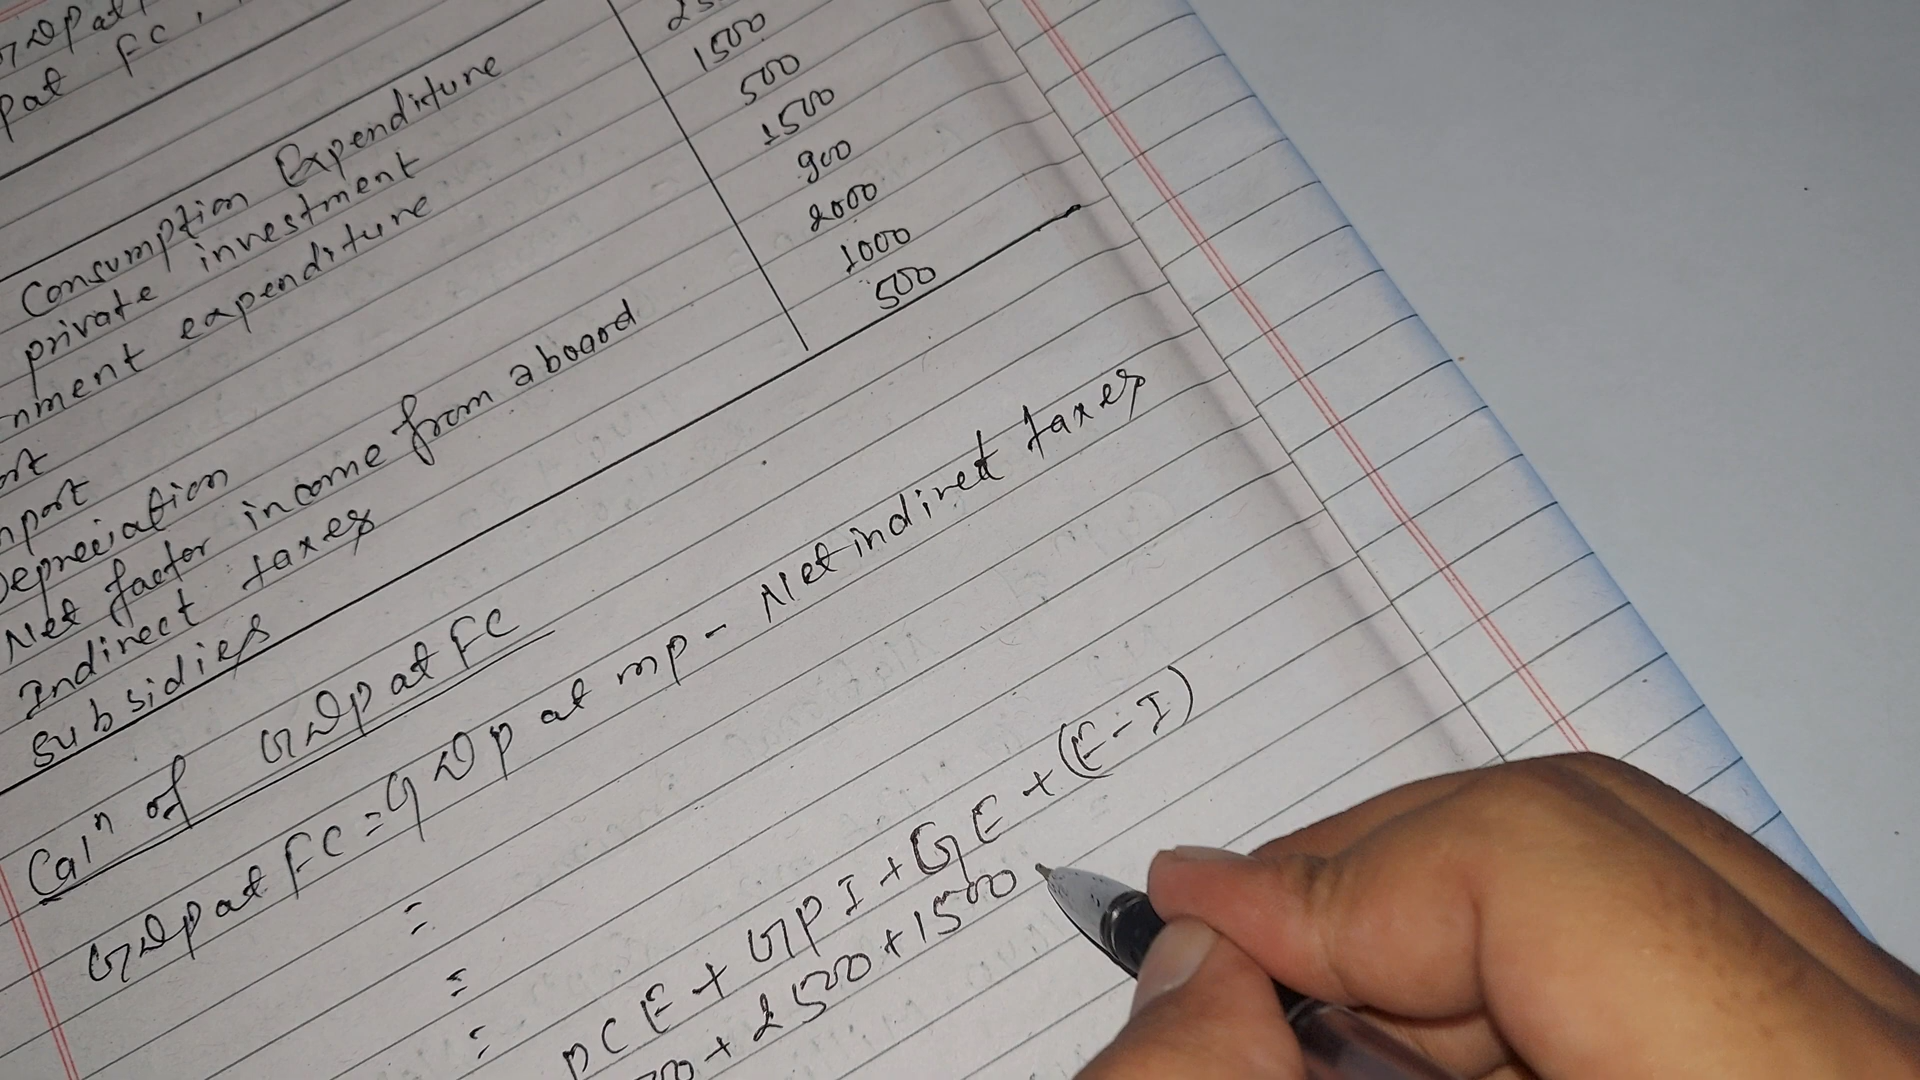 Pat FC,
Consumption Expenditure
private investment 1500
nment expenditure 500
1500
900
Depreciation 2000
Net factor income from aboard 1000
Indirect taxes 500
Subsidies
Calⁿ of GDP at FC
GDP at FC = GDP at mp - Net indirect taxes
=
= PCE + GPI + GE + (E-I)
= + 2500 + 1500